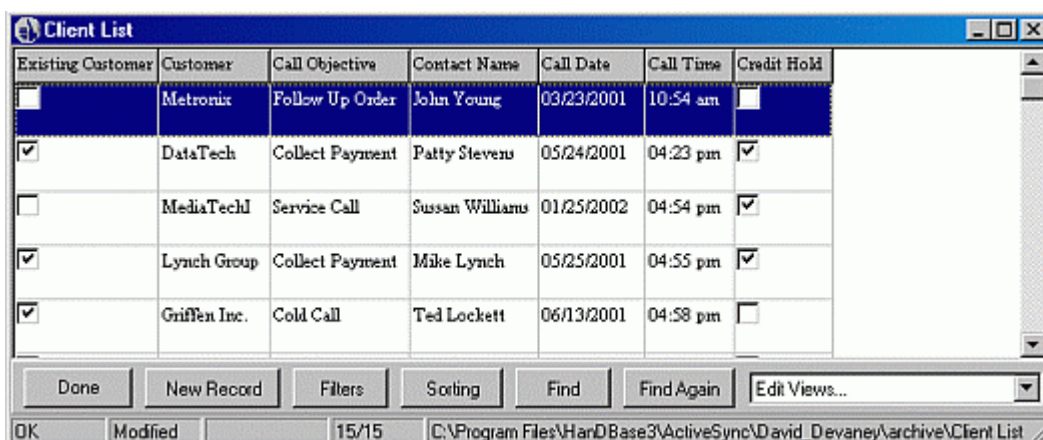 Client List
Existing Customer Customer Call Objective Contact Name Call Date Call Time Credit Hold
Metronix Follow Up Order John Young 03/23/2001 10:54 am
DataTech Collect Payment Patty Stevens 05/24/2001 04:23 pm
MediaTechI Service Call Sussan Williams 01/25/2002 04:54 pm
Lynch Group Collect Payment Mike Lynch 05/25/2001 04:55 pm
Griffen Inc. Cold Call Ted Lockett 06/13/2001 04:58 pm
Done New Record Filters Sorting Find Find Again Edit Views...
OK Modified 15/15 C:\Program Files\HanDBase3\ActiveSync\David_Devaney\archive\Client List